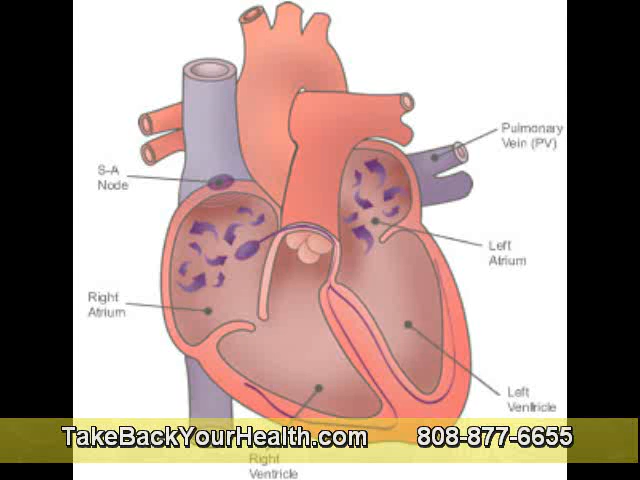 Pulmonary
Vein (PV)
S-A
Node
Left
Atrium
Right
Atrium
Left
Ventricle
TakeBackYourHealth.com 808-877-6655
Right
Ventricle